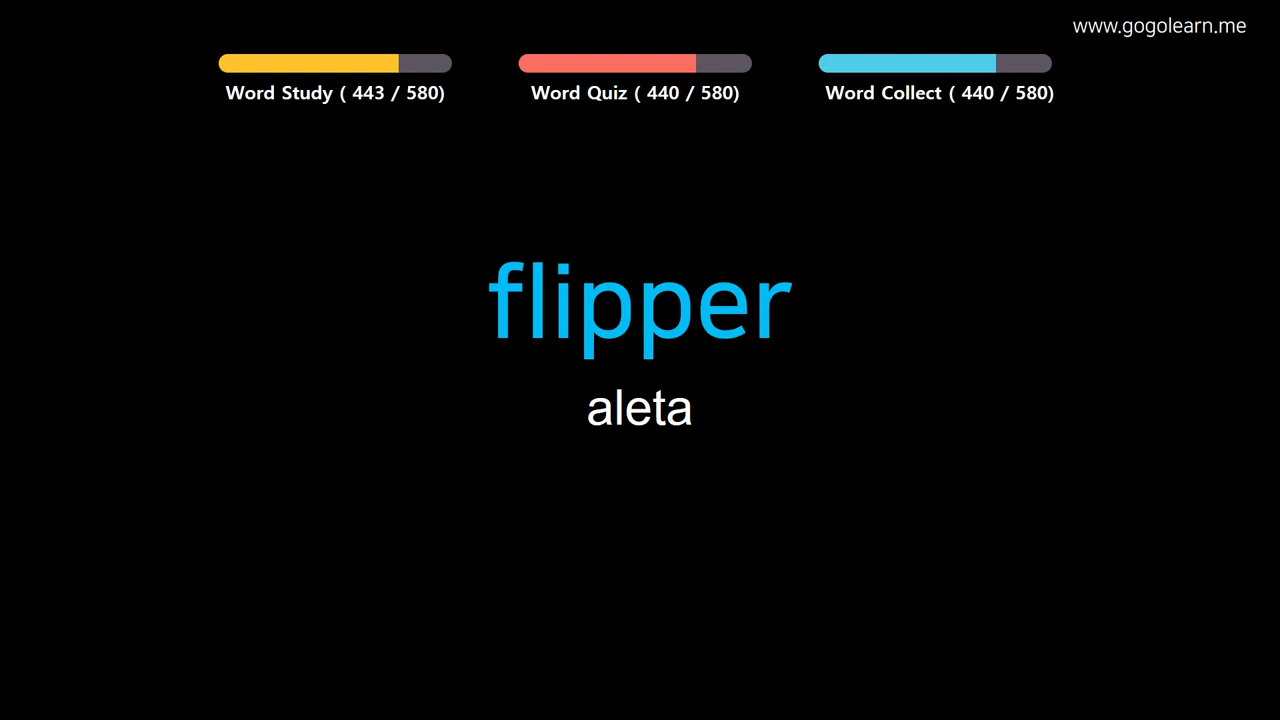 www.gogolearn.me
Word Study ( 443 / 580)
Word Quiz ( 440 / 580)
Word Collect ( 440 / 580)
flipper
aleta